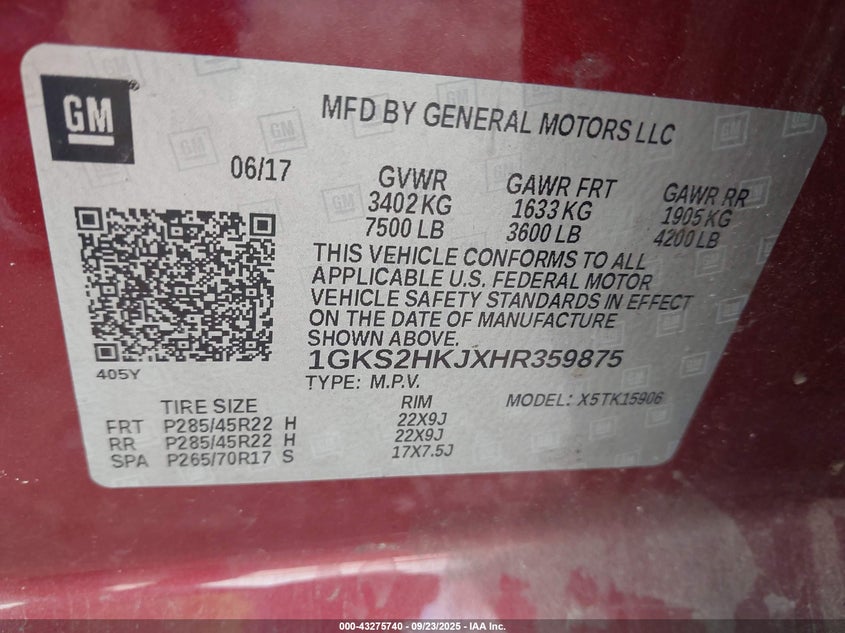 GM
MFD BY GENERAL MOTORS LLC
06/17
GVWR GAWR FRT GAWR RR
3402 KG 1633 KG 1905 KG
7500 LB 3600 LB 4200 LB
THIS VEHICLE CONFORMS TO ALL
APPLICABLE U.S. FEDERAL MOTOR
VEHICLE SAFETY STANDARDS IN EFFECT
ON THE DATE OF MANUFACTURE
SHOWN ABOVE.
1GKS2HKJXHR359875
405Y
TYPE: M.P.V. MODEL: X5TK15906
TIRE SIZE RIM
FRT P285/45R22 H 22X9J
RR P285/45R22 H 22X9J
SPA P265/70R17 S 17X7.5J
000-43275740 - 09/23/2025 - IAA Inc.